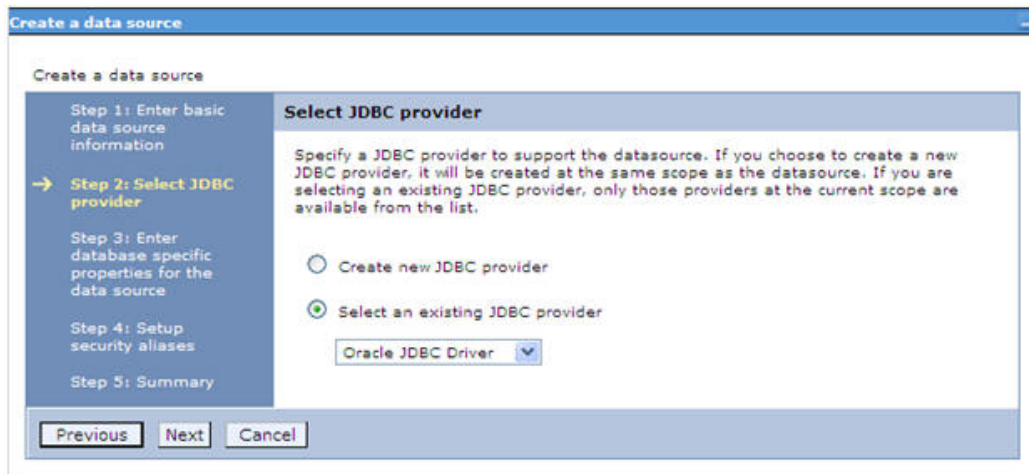 Create a data source
Create a data source
Step 1: Enter basic
data source
information
Step 2: Select JDBC
provider
Step 3: Enter
database specific
properties for the
data source
Step 4: Setup
security aliases
Step 5: Summary
Select JDBC provider
Specify a JDBC provider to support the datasource. If you choose to create a new
JDBC provider, it will be created at the same scope as the datasource. If you are
selecting an existing JDBC provider, only those providers at the current scope are
available from the list.
Create new JDBC provider
Select an existing JDBC provider
Oracle JDBC Driver
Previous Next Cancel